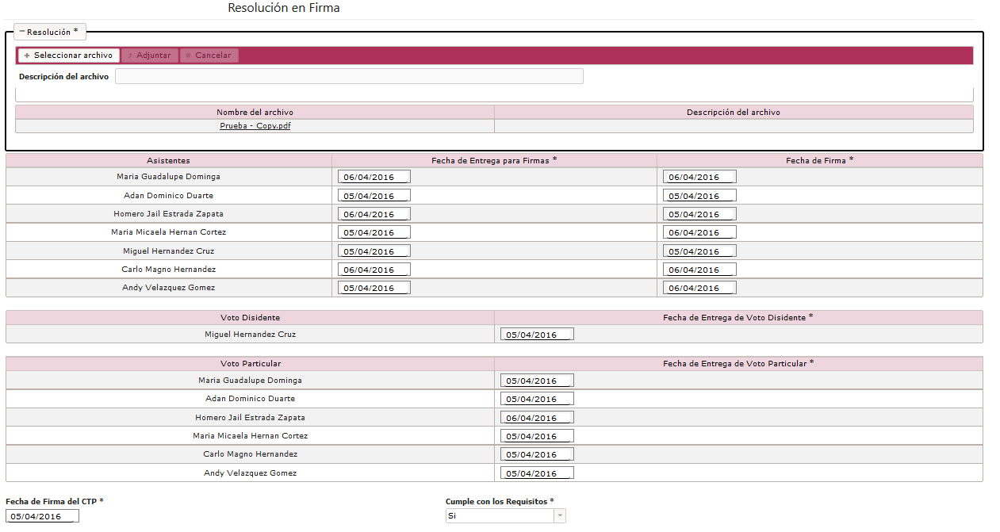 Resolución en Firma
Resolución *
Seleccionar archivo Adjuntar Cancelar
Descripción del archivo
Nombre del archivo Descripción del archivo
Prueba - Copy.pdf
Asistentes Fecha de Entrega para Firmas * Fecha de Firma *
Maria Guadalupe Dominga 06/04/2016 06/04/2016
Adan Dominico Duarte 05/04/2016 05/04/2016
Homero Jail Estrada Zapata 06/04/2016 05/04/2016
Maria Micaela Hernan Cortez 05/04/2016 06/04/2016
Miguel Hernandez Cruz 05/04/2016 05/04/2016
Carlo Magno Hernandez 06/04/2016 06/04/2016
Andy Velazquez Gomez 05/04/2016 06/04/2016
Voto Disidente Fecha de Entrega de Voto Disidente *
Miguel Hernandez Cruz 05/04/2016
Voto Particular Fecha de Entrega de Voto Particular *
Maria Guadalupe Dominga 05/04/2016
Adan Dominico Duarte 05/04/2016
Homero Jail Estrada Zapata 06/04/2016
Maria Micaela Hernan Cortez 05/04/2016
Carlo Magno Hernandez 05/04/2016
Andy Velazquez Gomez 05/04/2016
Fecha de Firma del CTP * Cumple con los Requisitos *
05/04/2016 Si